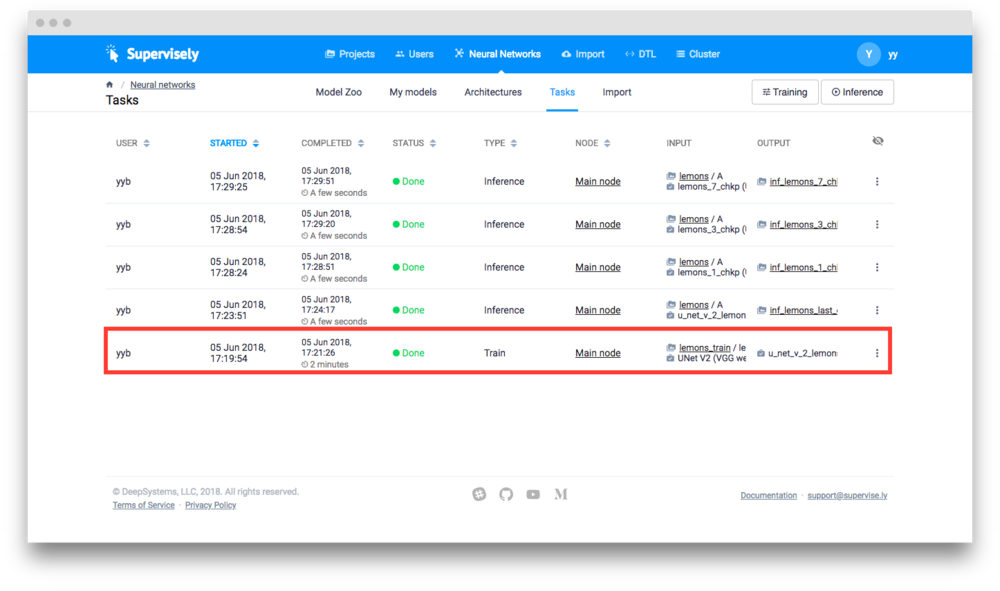 Supervisely
Projects
Users
Neural Networks
Import
DTL
Cluster
Y
yy
/ Neural networks
Tasks
Model Zoo
My models
Architectures
Tasks
Import
Training
Inference
USER
STARTED
COMPLETED
STATUS
TYPE
NODE
INPUT
OUTPUT
yyb
05 Jun 2018,
17:29:25
05 Jun 2018,
17:29:51
A few seconds
Done
Inference
Main node
lemons / A
lemons_7_chkp (
inf_lemons_7_ch
yyb
05 Jun 2018,
17:28:54
05 Jun 2018,
17:29:20
A few seconds
Done
Inference
Main node
lemons / A
lemons_3_chkp (
inf_lemons_3_ch
yyb
05 Jun 2018,
17:28:24
05 Jun 2018,
17:28:51
A few seconds
Done
Inference
Main node
lemons / A
lemons_1_chkp (
inf_lemons_1_ch
yyb
05 Jun 2018,
17:23:51
05 Jun 2018,
17:24:17
A few seconds
Done
Inference
Main node
lemons / A
u_net_v_2_lemon
inf_lemons_last_
yyb
05 Jun 2018,
17:19:54
05 Jun 2018,
17:21:26
2 minutes
Done
Train
Main node
lemons_train / le
UNet V2 (VGG we
u_net_v_2_lemon
© DeepSystems, LLC, 2018. All rights reserved.
Terms of Service · Privacy Policy
Documentation · support@supervise.ly